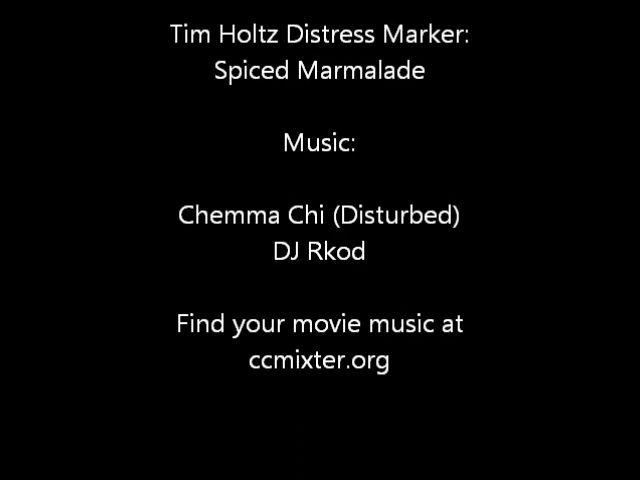 Tim Holtz Distress Marker:
Spiced Marmalade
Music:
Chemma Chi (Disturbed)
DJ Rkod
Find your movie music at
ccmixter.org